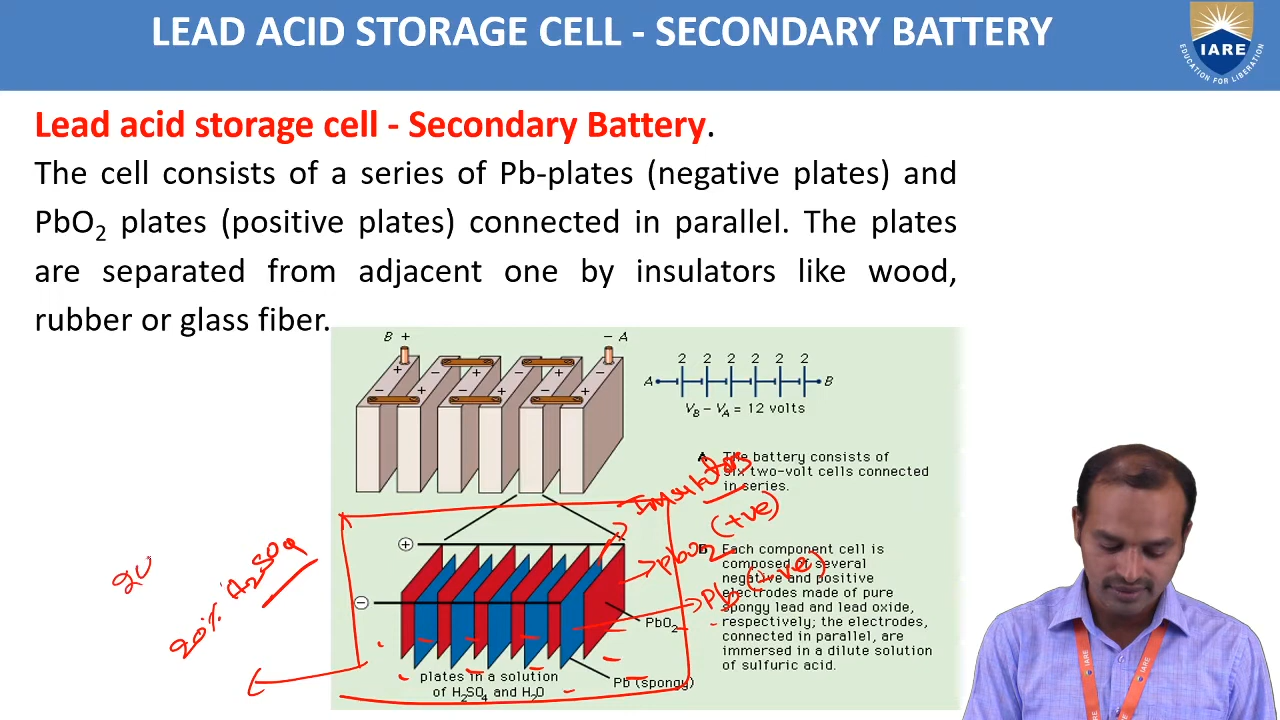 LEAD ACID STORAGE CELL - SECONDARY BATTERY
IARE
EDUCATION FOR LIBERATION
Lead acid storage cell - Secondary Battery.
The cell consists of a series of Pb-plates (negative plates) and
PbO2 plates (positive plates) connected in parallel. The plates
are separated from adjacent one by insulators like wood,
rubber or glass fiber.
B + − A
2 2 2 2 2 2
A B
VB − VA = 12 volts
A. The battery consists of
six two-volt cells connected
in series.
Insulators
PbO2 (+ve)
Pb (-ve)
B. Each component cell is
composed of several
negative and positive
electrodes made of pure
spongy lead and lead oxide,
respectively; the electrodes,
connected in parallel, are
immersed in a dilute solution
of sulfuric acid.
+
−
PbO2
Pb (spongy)
plates in a solution
of H2SO4 and H2O
20% H2SO4
20
IARE
IARE